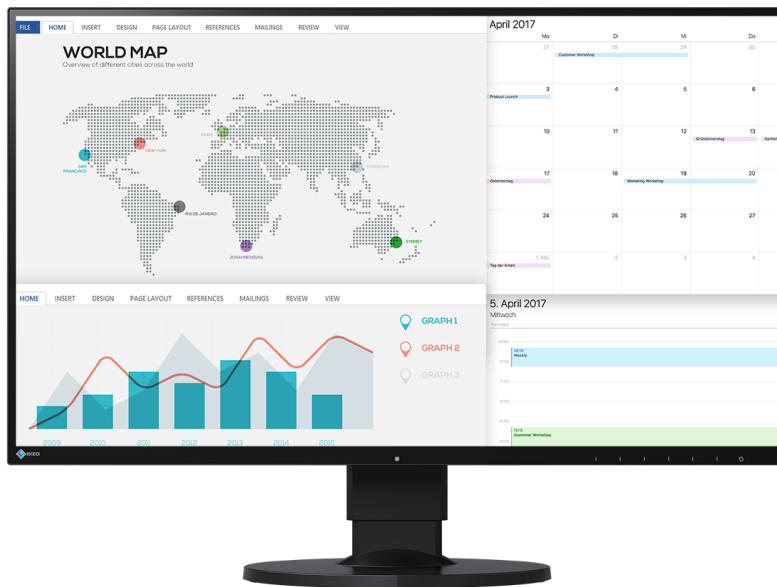 FILE HOME INSERT DESIGN PAGE LAYOUT REFERENCES MAILINGS REVIEW VIEW
WORLD MAP
Overview of different cities across the world
NEW YORK
SAN FRANCISCO
RIO DE JANEIRO
SYDNEY
JOHANNESBURG
HOME INSERT DESIGN PAGE LAYOUT REFERENCES MAILINGS REVIEW VIEW
GRAPH 1
GRAPH 2
GRAPH 3
2009 2010 2011 2012 2013 2014 2015
April 2017
Mo Di Mi Do
27 28 29 30
Customer Workshop
3 4 5 6
Product Launch
10 11 12 13
Gründonnerstag
17 18 19 20
Ostermontag Marketing Workshop
24 25 26 27
1. Mai 2 3 4
Tag der Arbeit
5. April 2017
Mittwoch
Weekly
Customer Workshop
EIZO